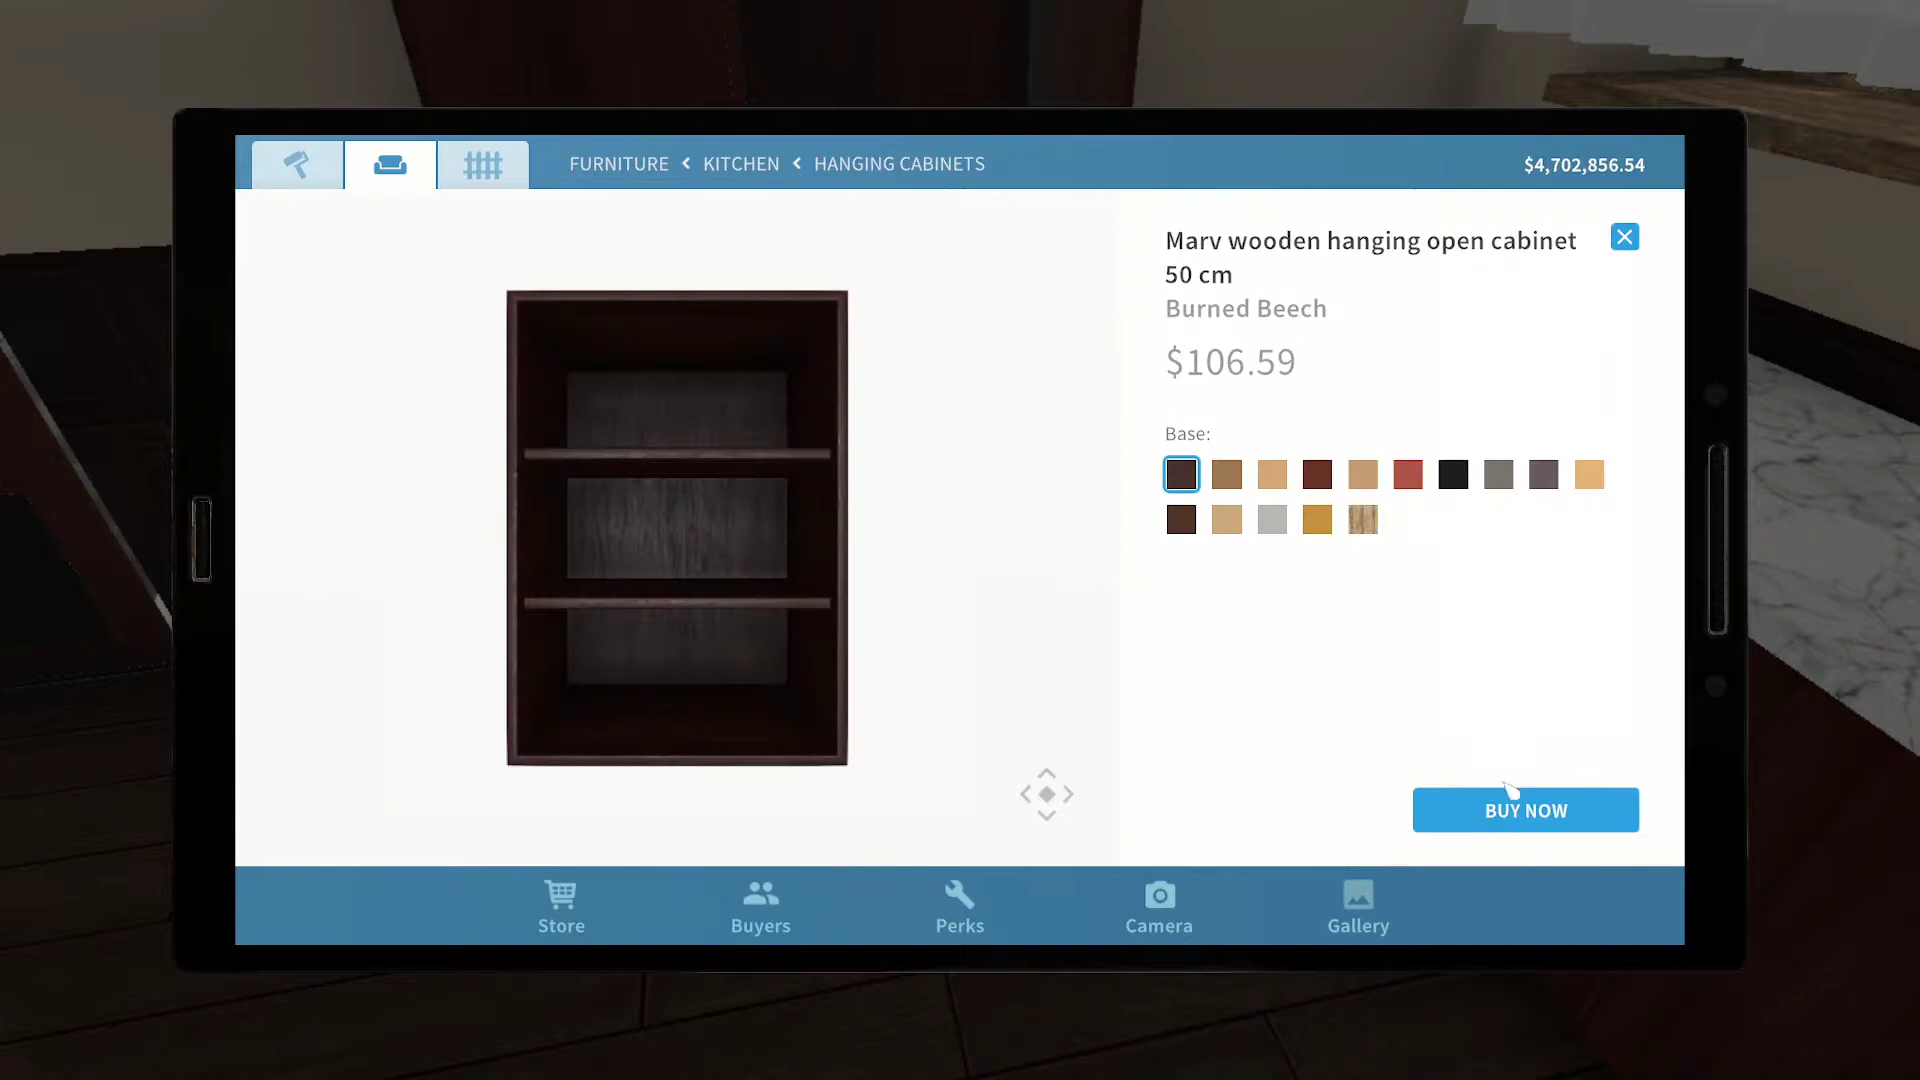 FURNITURE < KITCHEN < HANGING CABINETS
$4,702,856.54
Marv wooden hanging open cabinet
50 cm
Burned Beech
$106.59
Base:
BUY NOW
Store
Buyers
Perks
Camera
Gallery